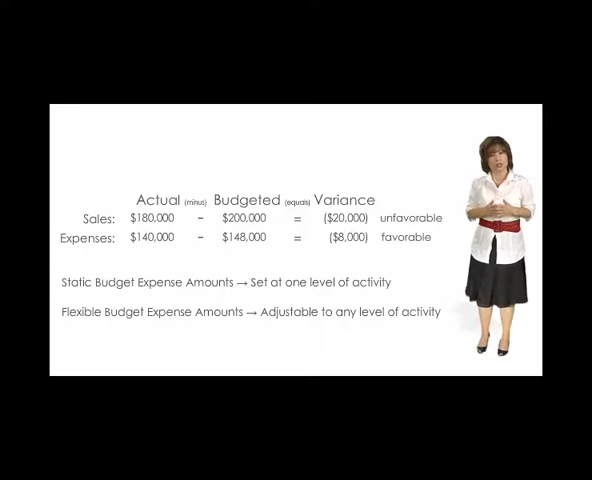 Actual (minus) Budgeted (equals) Variance
Sales: $180,000 – $200,000 = ($20,000) unfavorable
Expenses: $140,000 – $148,000 = ($8,000) favorable
Static Budget Expense Amounts → Set at one level of activity
Flexible Budget Expense Amounts → Adjustable to any level of activity